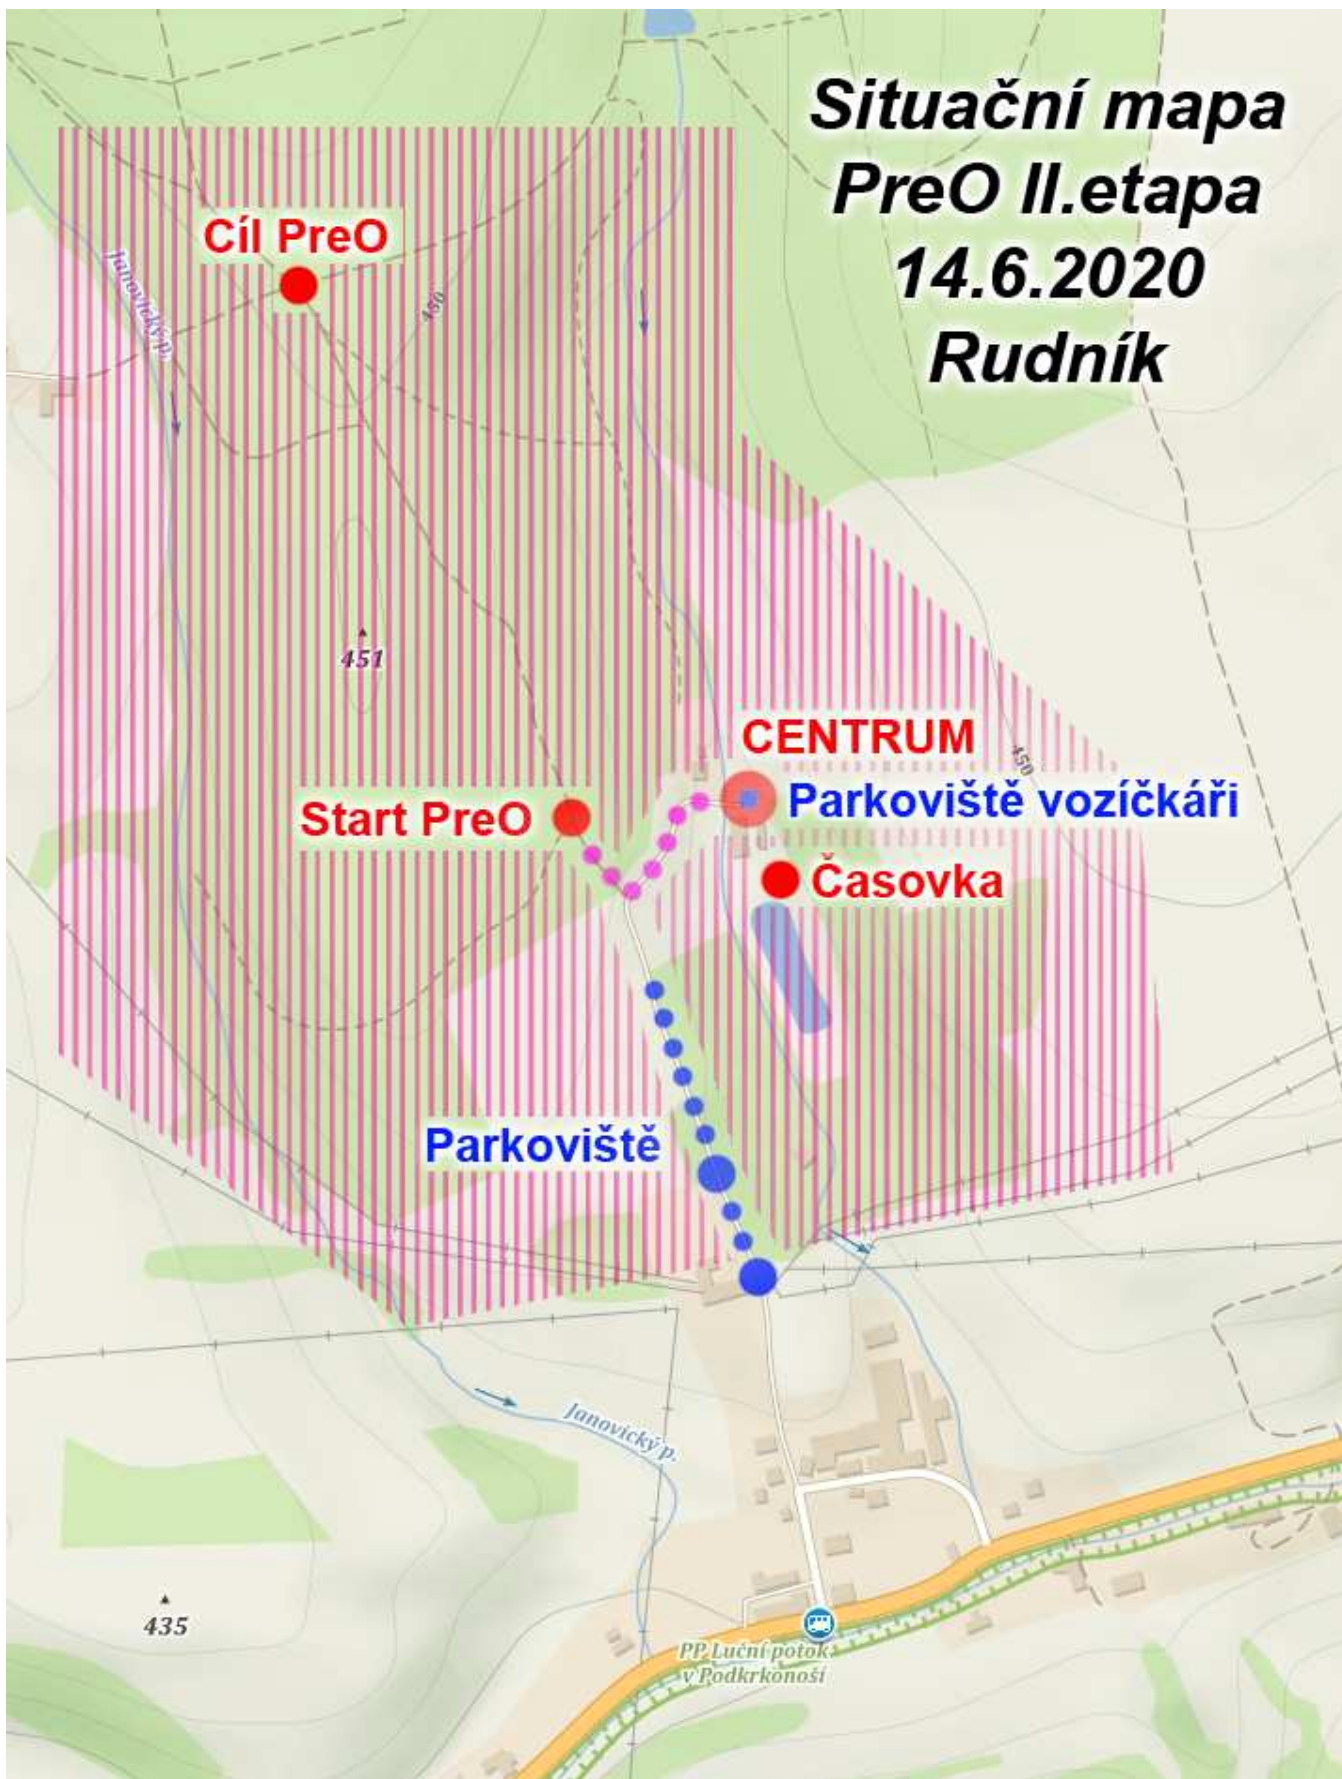 Situační mapa
PreO II.etapa
14.6.2020
Rudník
Cíl PreO
Janovický p.
450
451
CENTRUM
450
Parkoviště vozíčkáři
Start PreO
Časovka
Parkoviště
Janovický p.
435
PP Luční potok
v Podkrkonoší